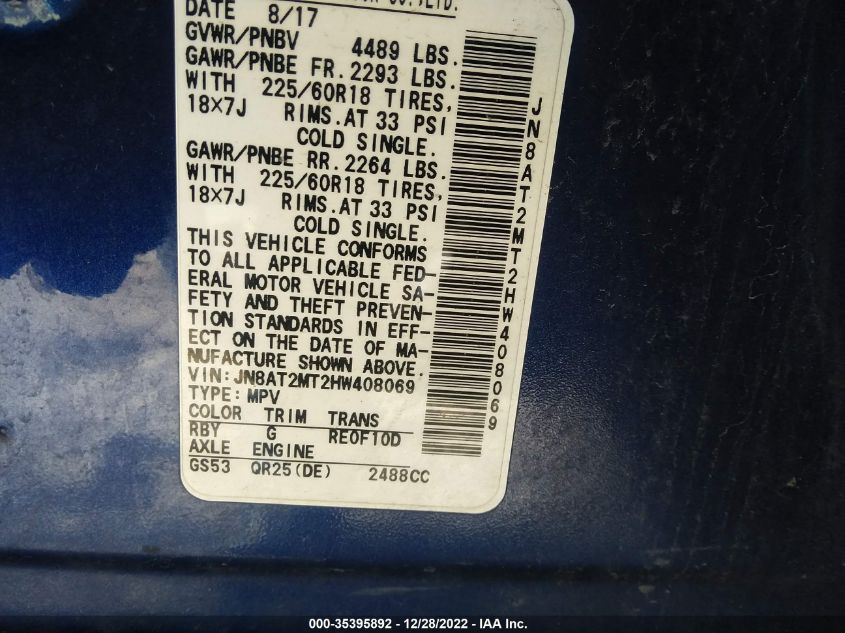 CO.,LTD.
DATE 8/17
GVWR/PNBV 4489 LBS.
GAWR/PNBE FR. 2293 LBS.
WITH 225/60R18 TIRES,
18X7J RIMS.AT 33 PSI
COLD SINGLE.
GAWR/PNBE RR. 2264 LBS.
WITH 225/60R18 TIRES,
18X7J RIMS.AT 33 PSI
COLD SINGLE.
THIS VEHICLE CONFORMS
TO ALL APPLICABLE FED-
ERAL MOTOR VEHICLE SA-
FETY AND THEFT PREVEN-
TION STANDARDS IN EFF-
ECT ON THE DATE OF MA-
NUFACTURE SHOWN ABOVE.
VIN:JN8AT2MT2HW408069
TYPE:MPV
COLOR TRIM TRANS
RBY G RE0F10D
AXLE ENGINE
GS53 QR25(DE) 2488CC
JN8AT2MT2HW408069
000-35395892 - 12/28/2022 - IAA Inc.